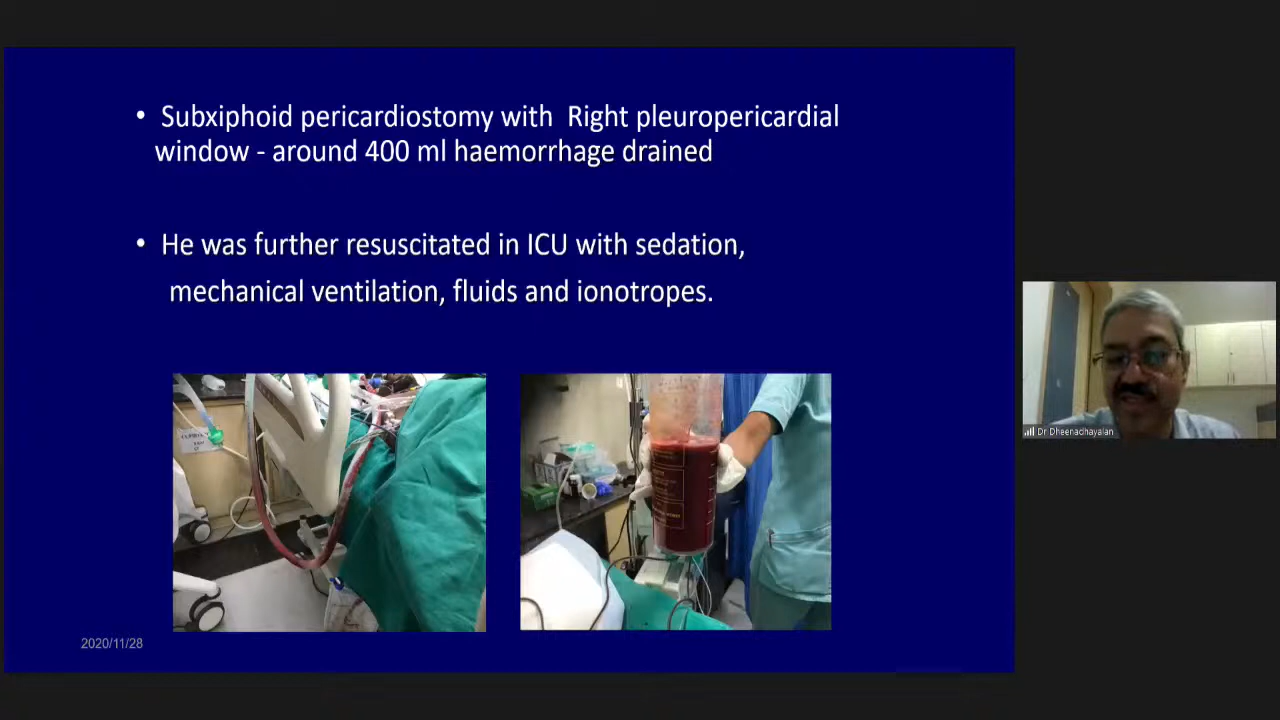 • Subxiphoid pericardiostomy with Right pleuropericardial
window - around 400 ml haemorrhage drained
• He was further resuscitated in ICU with sedation,
mechanical ventilation, fluids and ionotropes.
2020/11/28
Dr Dheenadhayalan